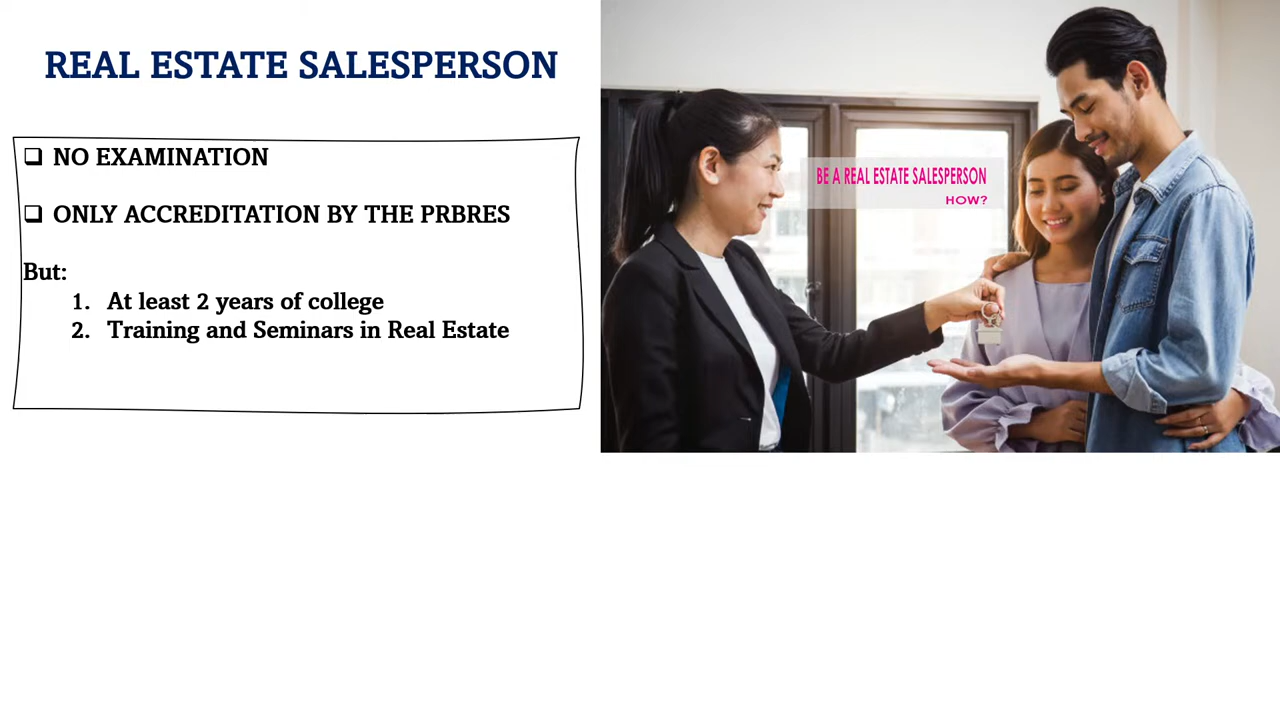 REAL ESTATE SALESPERSON
❑ NO EXAMINATION
❑ ONLY ACCREDITATION BY THE PRBRES
But:
1. At least 2 years of college
2. Training and Seminars in Real Estate
BE A REAL ESTATE SALESPERSON
HOW?